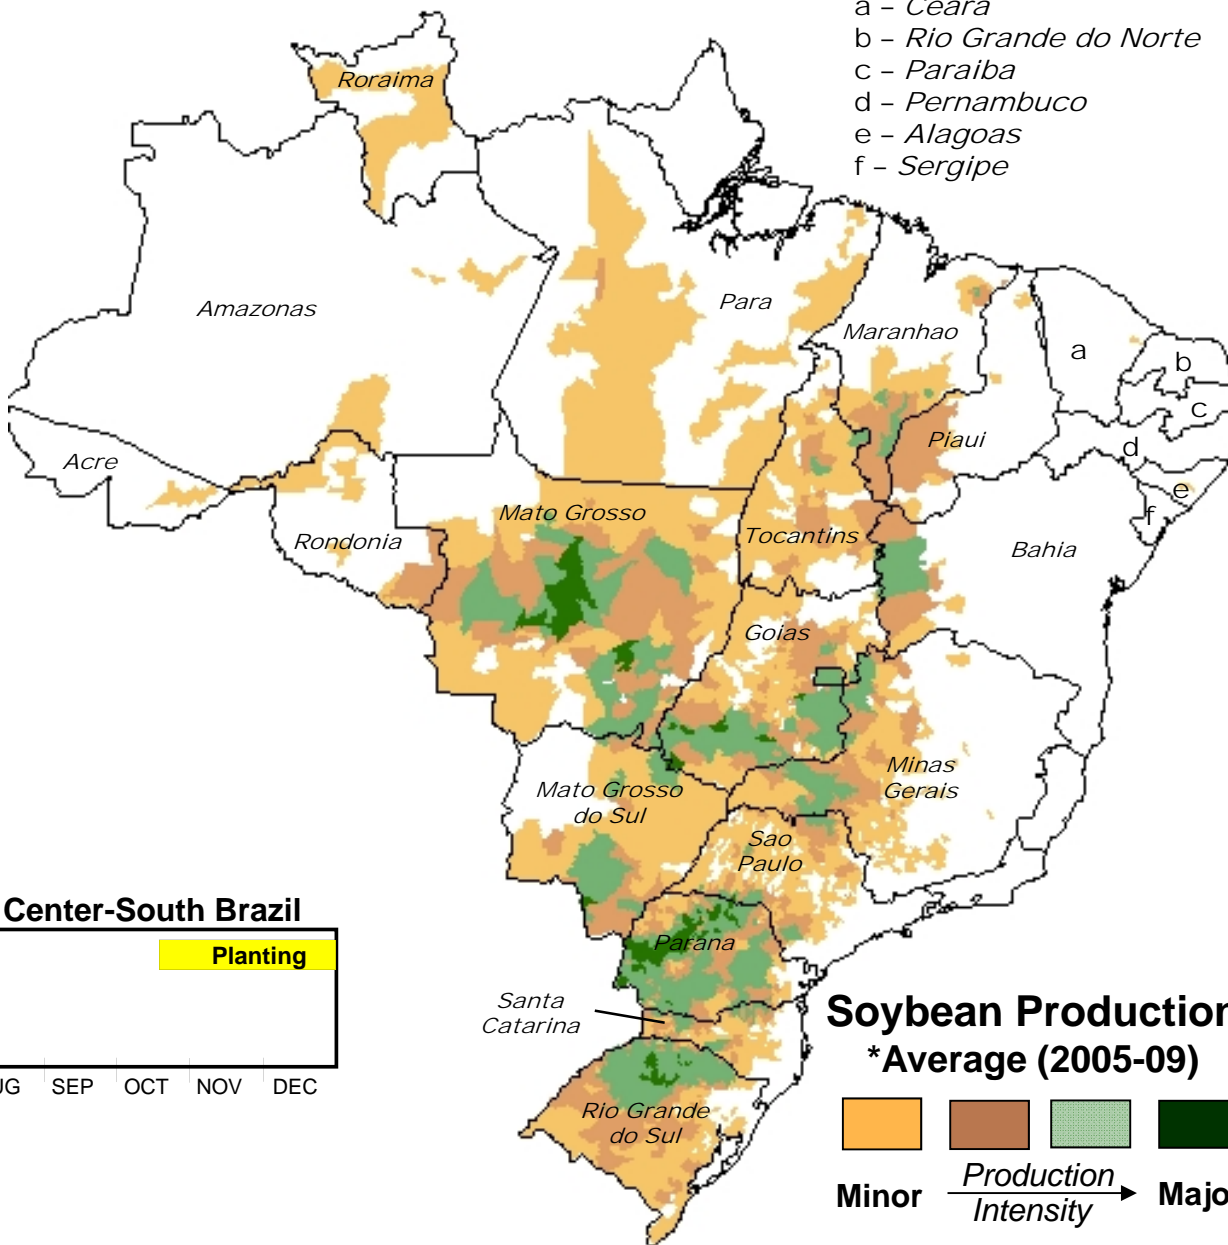 a – Ceara
b – Rio Grande do Norte
c – Paraiba
d – Pernambuco
e – Alagoas
f – Sergipe
Roraima
Amazonas
Para
Maranhao
a
b
c
Piaui
d
Acre
e
Mato Grosso
f
Tocantins
Rondonia
Bahia
Goias
Minas
Gerais
Mato Grosso
do Sul
Sao
Paulo
Center-South Brazil
Planting
UG SEP OCT NOV DEC
Parana
Santa
Catarina
Rio Grande
do Sul
Soybean Production
*Average (2005-09)
Minor
Production
Intensity
Majo